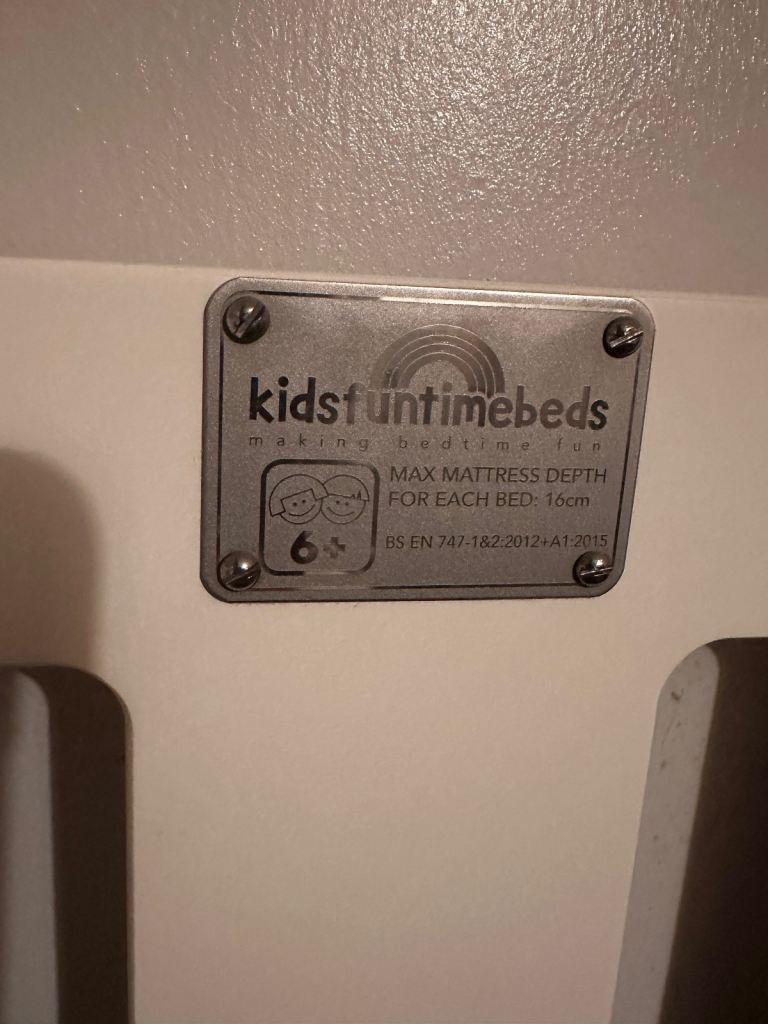 kidsfuntimebeds
making bedtime fun
MAX MATTRESS DEPTH
FOR EACH BED: 16cm
6+
BS EN 747-1&2:2012+A1:2015